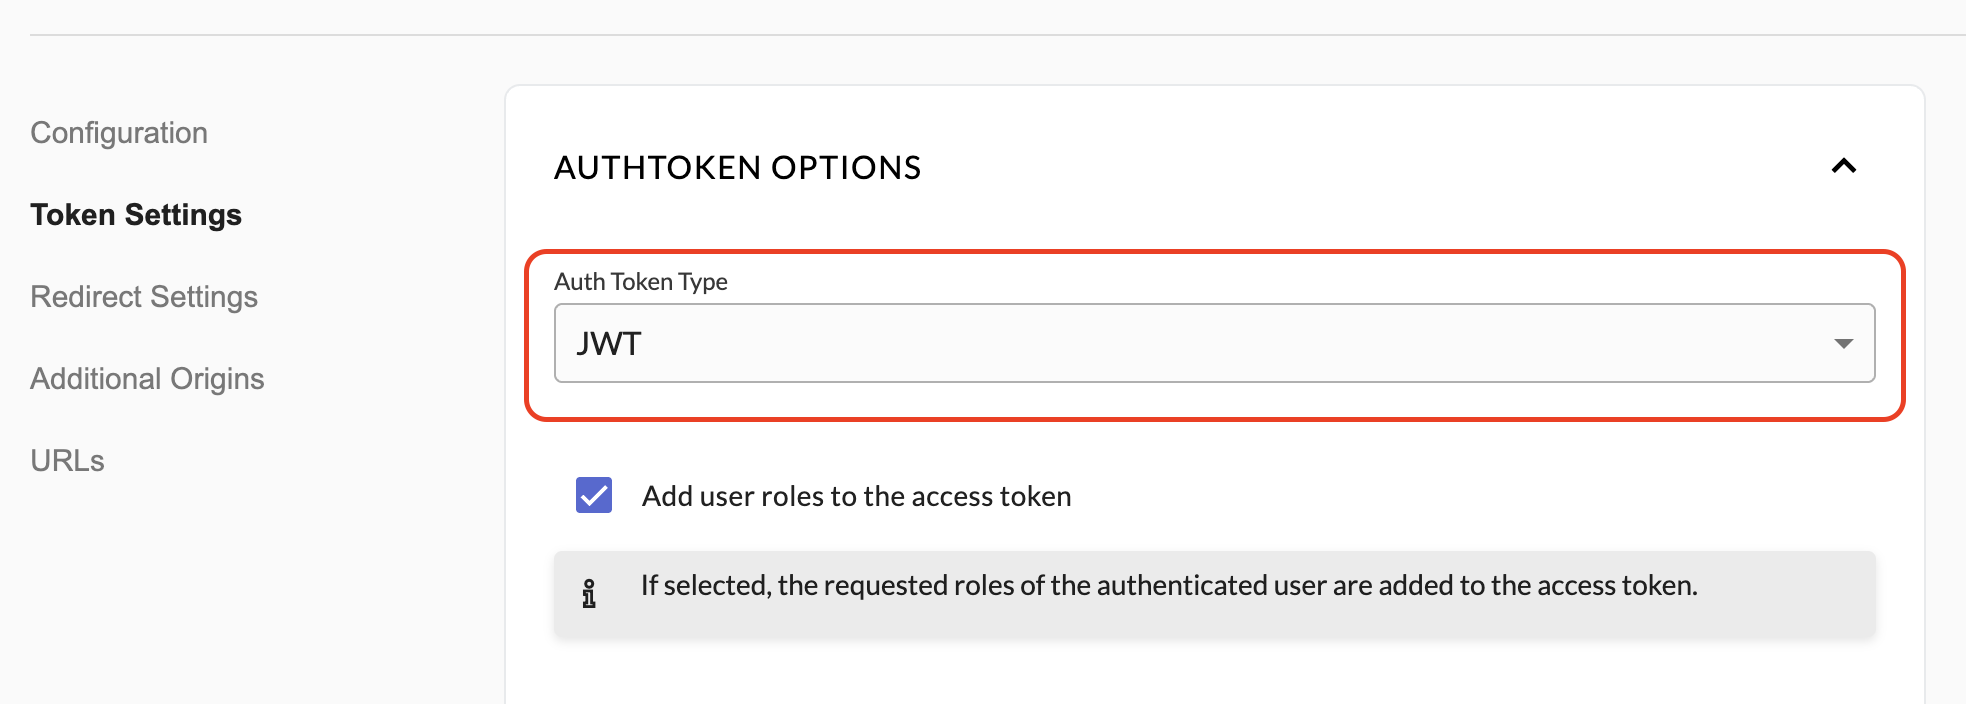 Configuration
Token Settings
Redirect Settings
Additional Origins
URLs
AUTHTOKEN OPTIONS
Auth Token Type
JWT
Add user roles to the access token
If selected, the requested roles of the authenticated user are added to the access token.